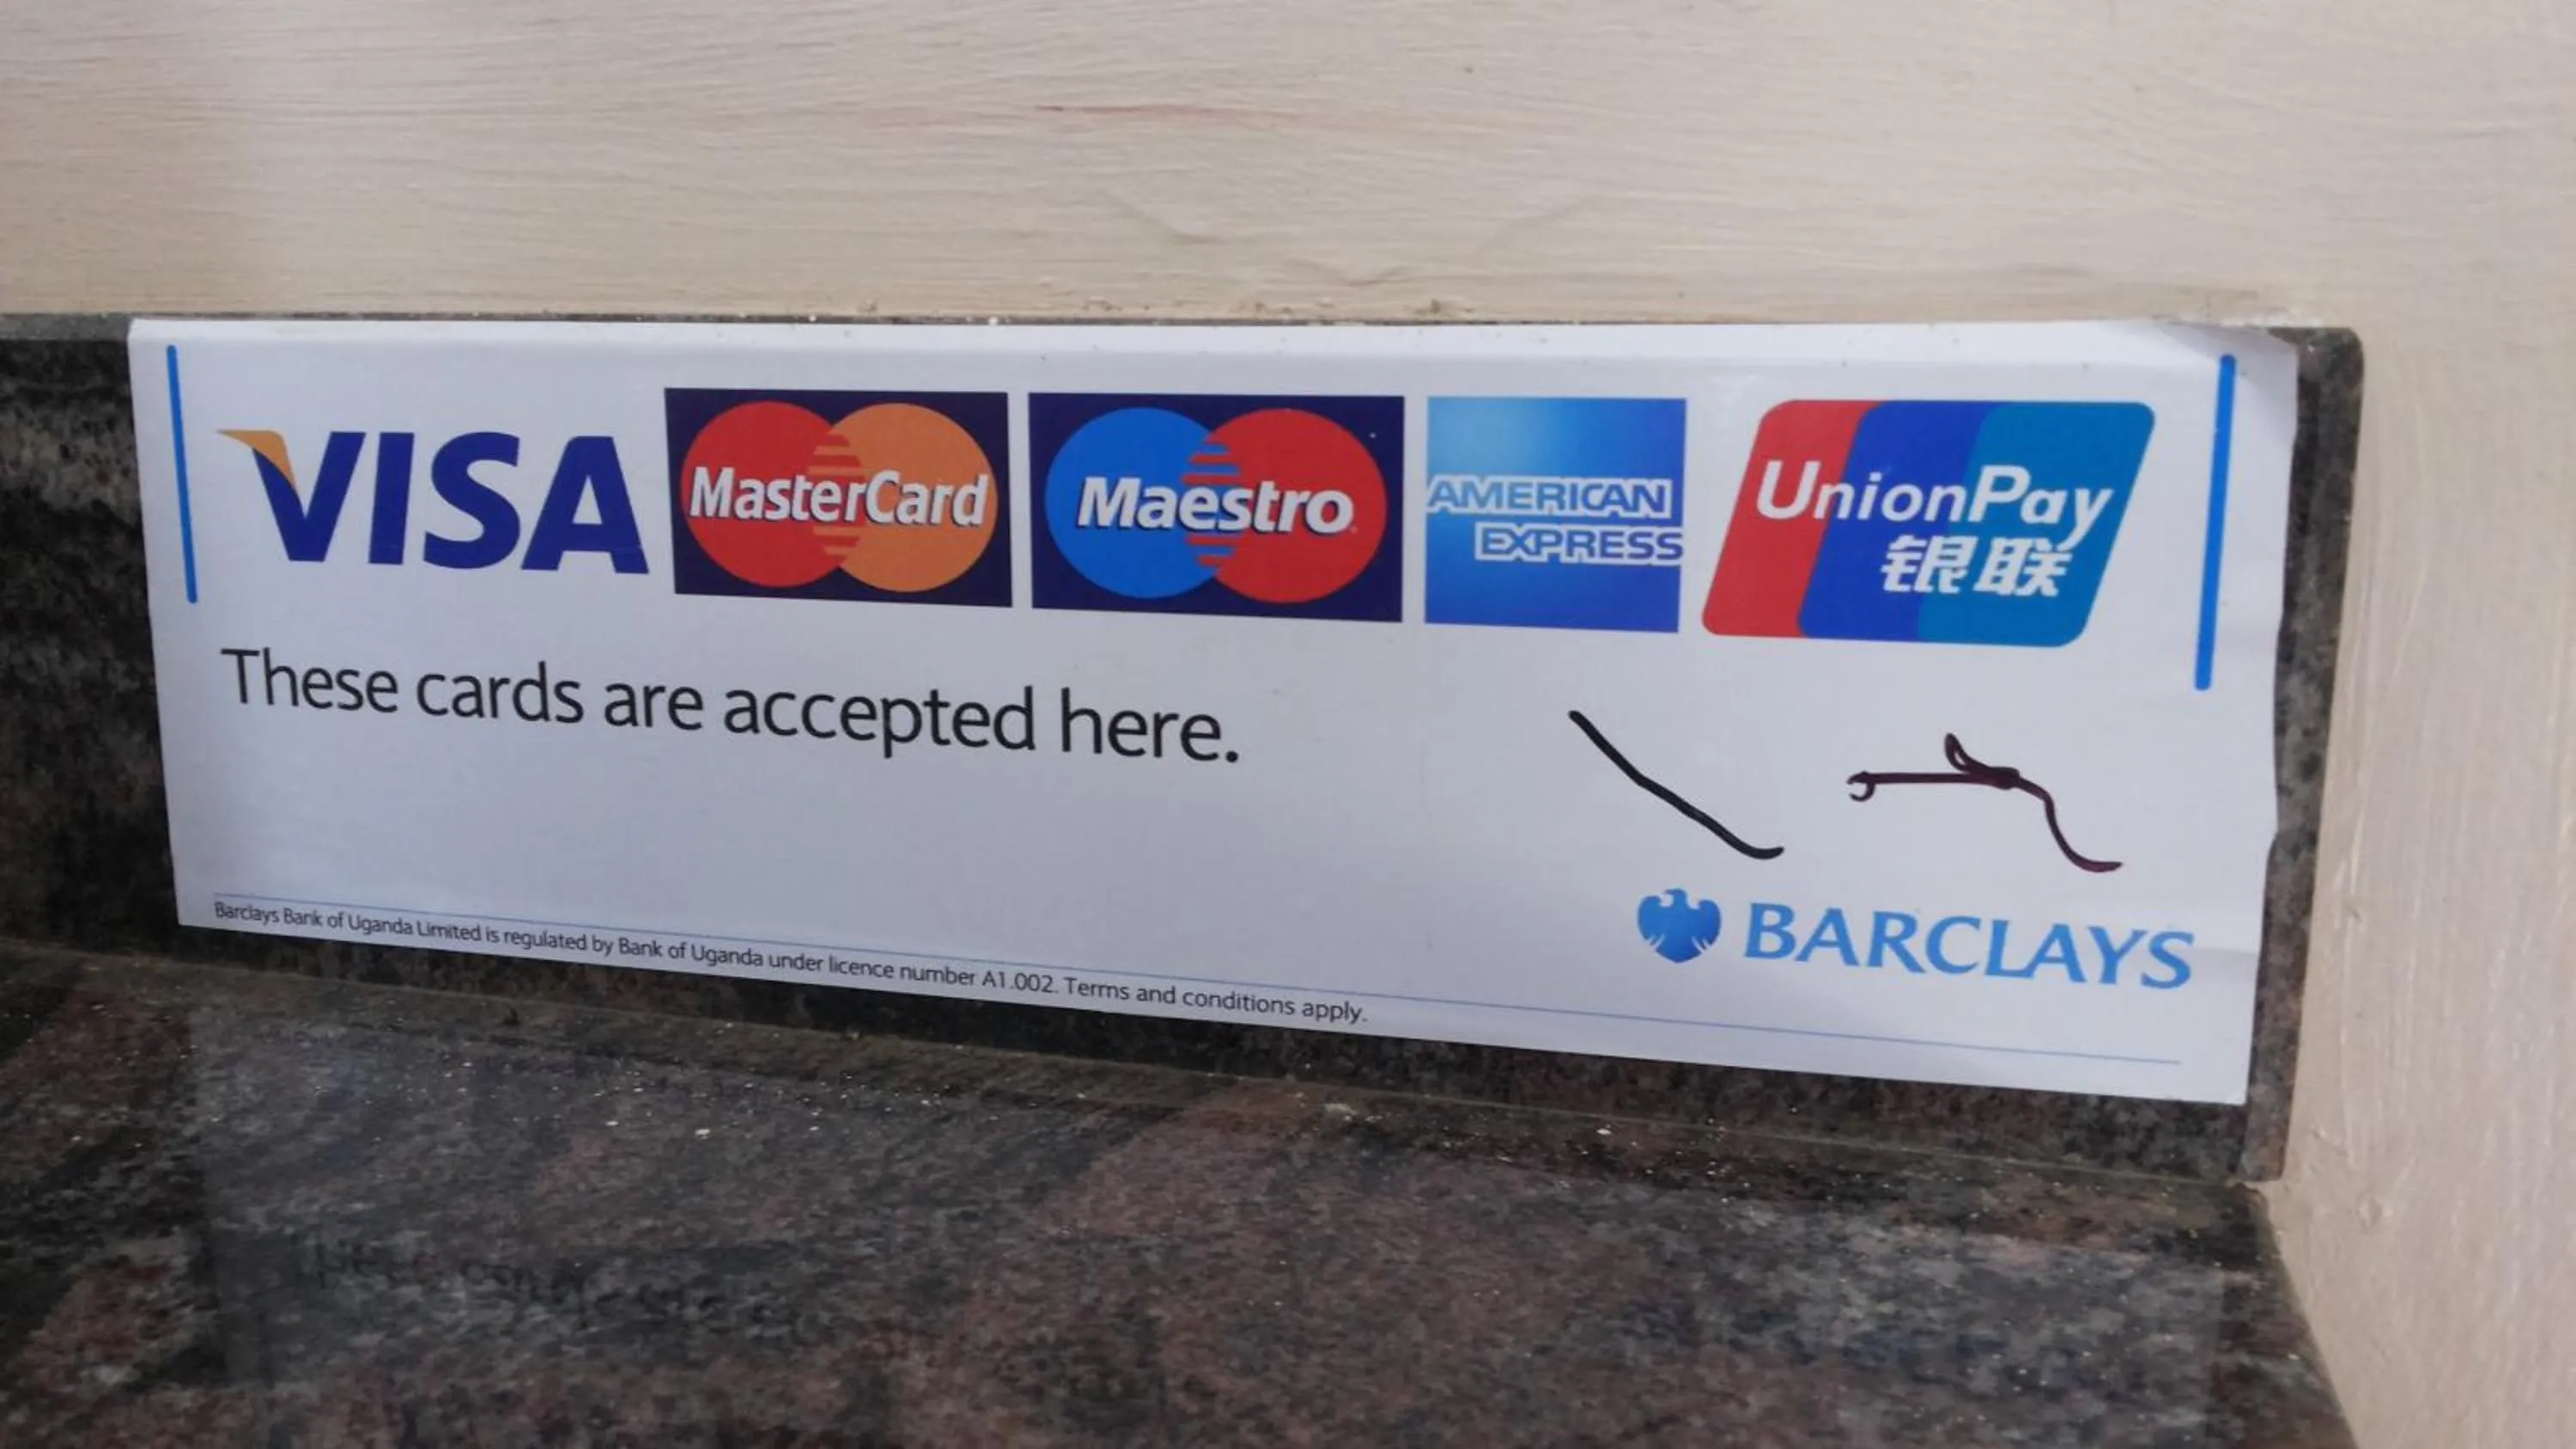 VISA MasterCard Maestro AMERICAN EXPRESS UnionPay 银联
These cards are accepted here.
BARCLAYS
Barclays Bank of Uganda Limited is regulated by Bank of Uganda under licence number A1.002. Terms and conditions apply.